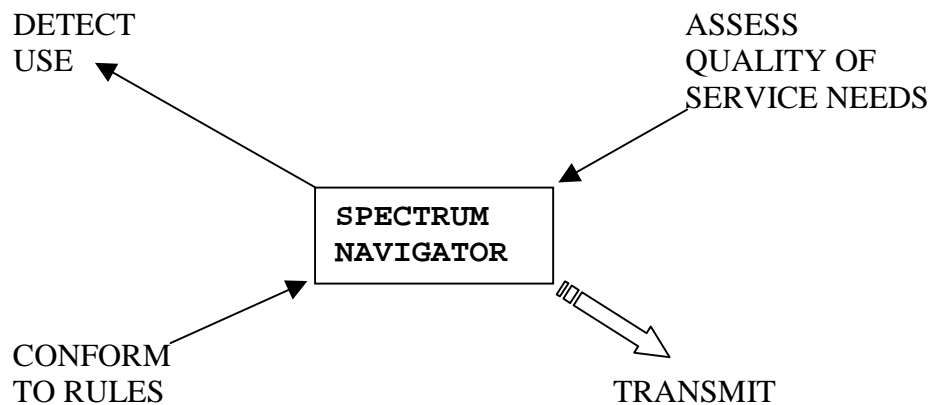 DETECT
USE
ASSESS
QUALITY OF
SERVICE NEEDS
SPECTRUM
NAVIGATOR
CONFORM
TO RULES
TRANSMIT